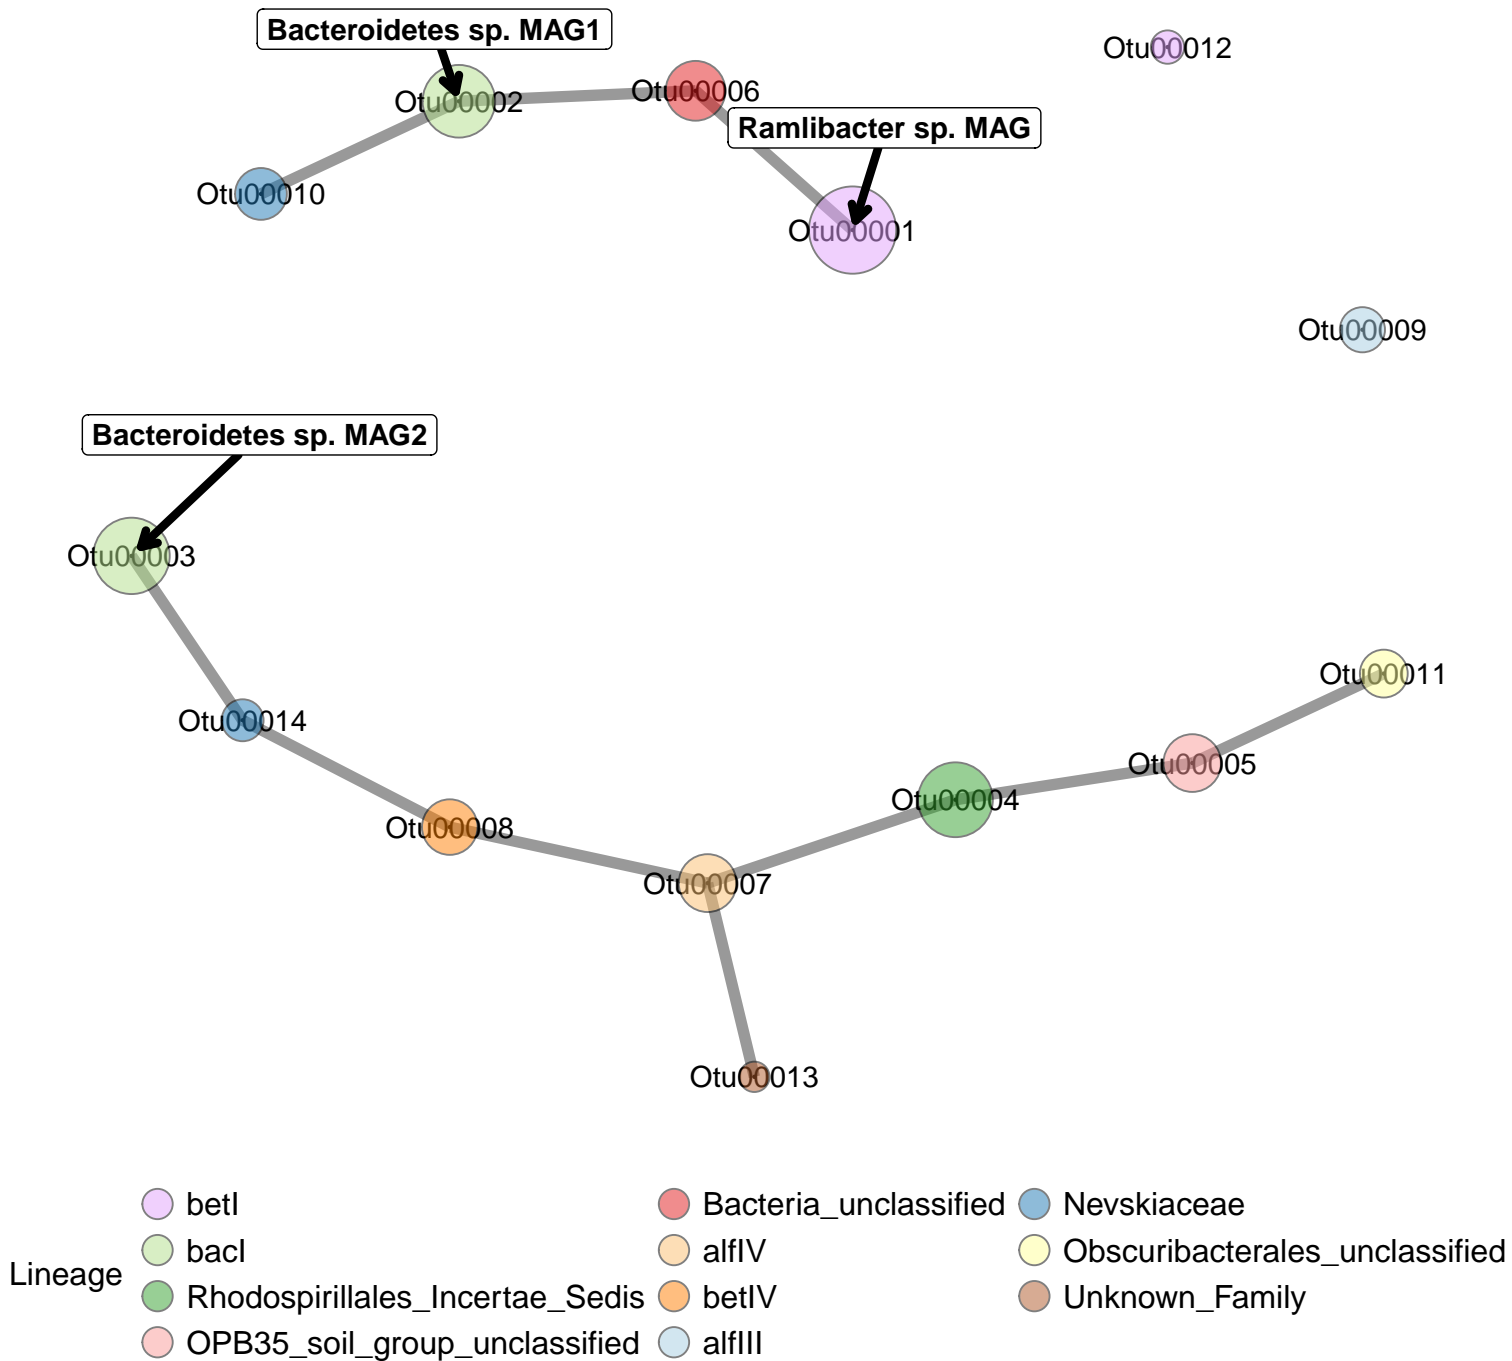 Bacteroidetes sp. MAG1
Otu00012
Otu00006
Otu00002
Ramlibacter sp. MAG
Otu00010
Otu00001
Otu00009
Bacteroidetes sp. MAG2
Otu00003
Otu00011
Otu00014
Otu00005
Otu00004
Otu00008
Otu00007
Otu00013
Lineage
betI
bacI
Rhodospirillales_Incertae_Sedis
OPB35_soil_group_unclassified
Bacteria_unclassified
alfIV
betIV
alfIII
Nevskiaceae
Obscuribacterales_unclassified
Unknown_Family